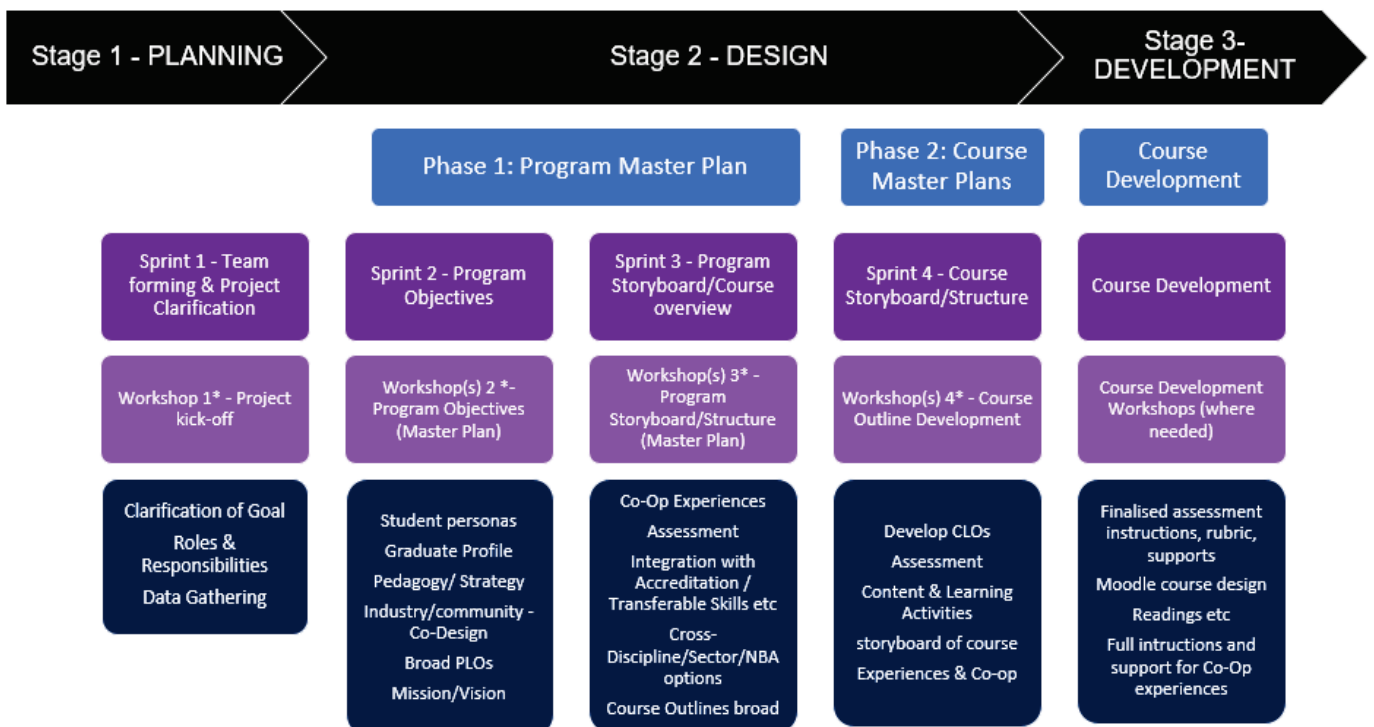 Stage 1 - PLANNING
Stage 2 - DESIGN
Stage 3-
DEVELOPMENT
Phase 1: Program Master Plan
Phase 2: Course
Master Plans
Course
Development
Sprint 1 - Team
forming & Project
Clarification
Sprint 2 - Program
Objectives
Sprint 3 - Program
Storyboard/Course
overview
Sprint 4 - Course
Storyboard/Structure
Course Development
Workshop 1* - Project
kick-off
Workshop(s) 2 *-
Program Objectives
(Master Plan)
Workshop(s) 3* -
Program
Storyboard/Structure
(Master Plan)
Workshop(s) 4* - Course
Outline Development
Course Development
Workshops (where
needed)
Clarification of Goal
Roles &
Responsibilities
Data Gathering
Student personas
Graduate Profile
Pedagogy/ Strategy
Industry/community -
Co-Design
Broad PLOs
Mission/Vision
Co-Op Experiences
Assessment
Integration with
Accreditation /
Transferable Skills etc
Cross-
Discipline/Sector/NBA
options
Course Outlines broad
Develop CLOs
Assessment
Content & Learning
Activities
storyboard of course
Experiences & Co-op
Finalised assessment
instructions, rubric,
supports
Moodle course design
Readings etc
Full intructions and
support for Co-Op
experiences